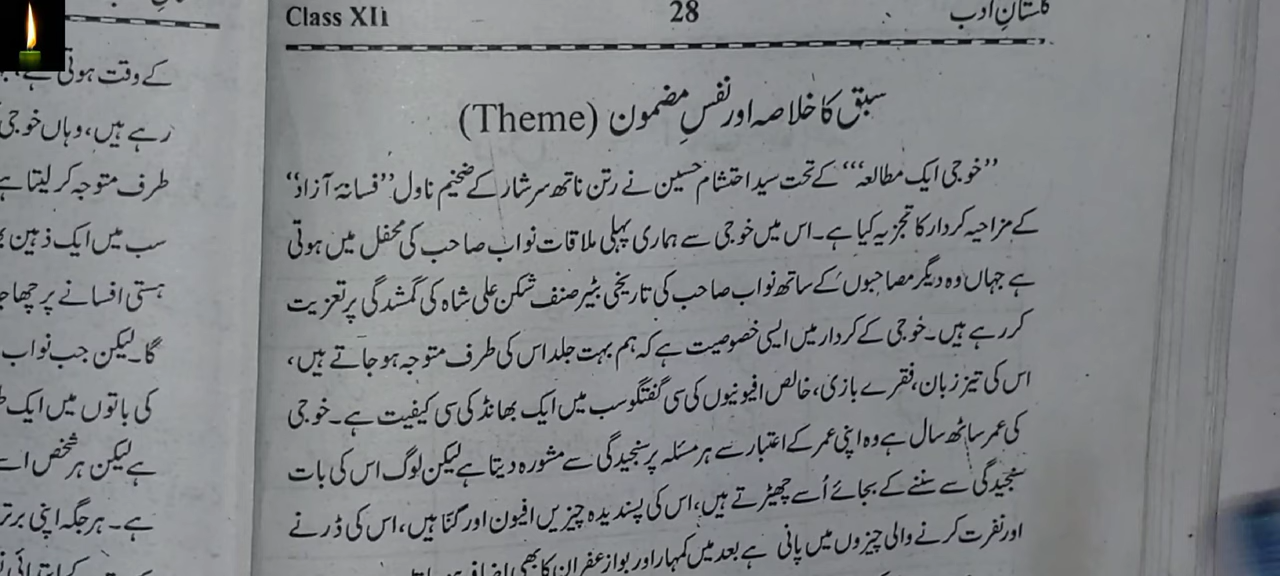 Class XII 28 گلستانِ ادب
سبق کا خلاصہ اور نفسِ مضمون (Theme)
’’خوجی ایک مطالعہ‘‘‘ کے تحت سید احتشام حسین نے رتن ناتھ سرشار کے ضخیم ناول ’’فسانۂ آزاد‘‘
کے مزاحیہ کردار کا تجزیہ کیا ہے۔ اس میں خوجی سے ہماری پہلی ملاقات نواب صاحب کی محفل میں ہوتی
ہے جہاں وہ دیگر مصاحبوں کے ساتھ نواب صاحب کی تاریخی بٹیر صنف شکن علی شاہ کی گمشدگی پر تعزیت
کر رہے ہیں۔ خوجی کے کردار میں ایسی خصوصیت ہے کہ ہم بہت جلد اس کی طرف متوجہ ہو جاتے ہیں،
اس کی تیز زبان، فقرے بازی، خالص افیونیوں کی سی گفتگو سب میں ایک بھانڈ کی سی کیفیت ہے۔ خوجی
کی عمر ساٹھ سال ہے وہ اپنی عمر کے اعتبار سے ہر مسئلہ پر سنجیدگی سے مشورہ دیتا ہے لیکن لوگ اس کی بات
سنجیدگی سے سننے کے بجائے اُسے چھیڑتے ہیں، اس کی پسندیدہ چیزیں افیون اور گنّا ہیں، اس کی ڈرنے
اور نفرت کرنے والی چیزوں میں پانی ہے بعد میں کمہار اور بوازعفران کا بھی
کے وقت ہوتی ہے
رہے ہیں، وہاں خوجی
طرف متوجہ کر لیتا ہے
سب میں ایک ذہین
ہستی افسانے پر چھا
گا۔ لیکن جب نواب
کی باتوں میں ایک
ہے لیکن ہر شخص
ہے۔ ہر جگہ اپنی برتر